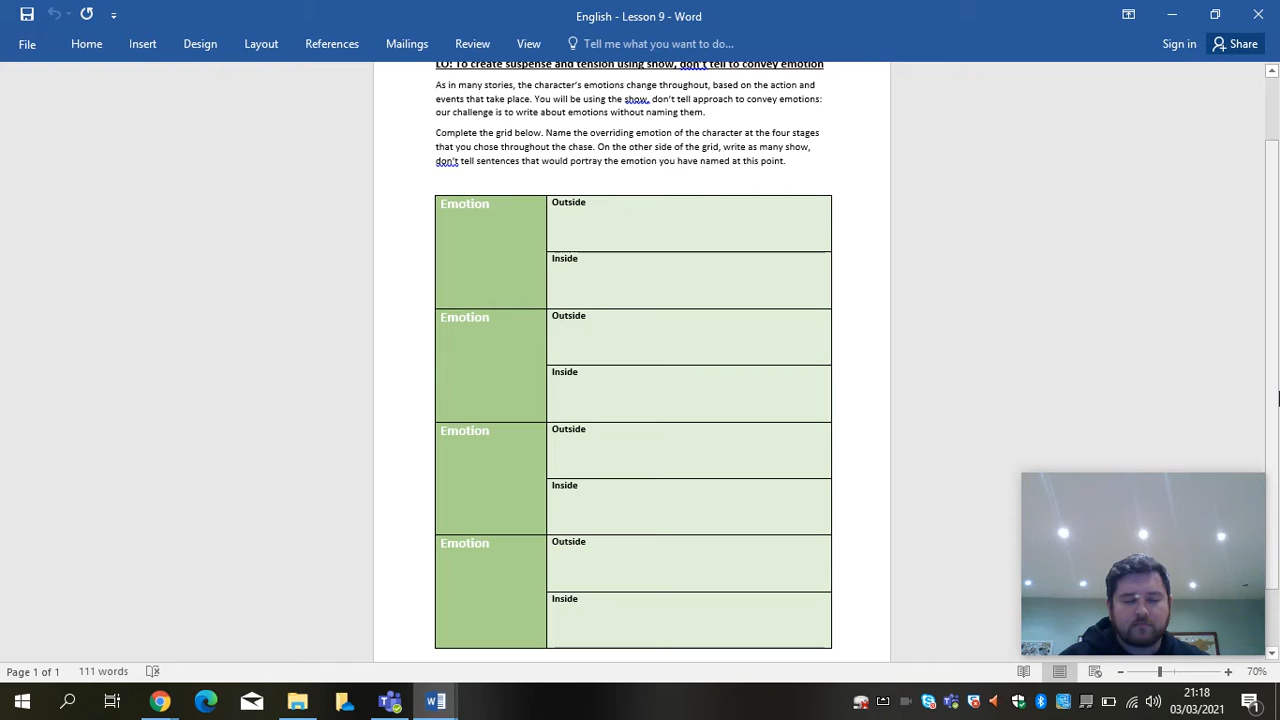 English - Lesson 9 - Word
File Home Insert Design Layout References Mailings Review View Tell me what you want to do... Sign in Share
LO: To create suspense and tension using show, don't tell to convey emotion
As in many stories, the character's emotions change throughout, based on the action and
events that take place. You will be using the show, don't tell approach to convey emotions:
our challenge is to write about emotions without naming them.
Complete the grid below. Name the overriding emotion of the character at the four stages
that you chose throughout the chase. On the other side of the grid, write as many show,
don't tell sentences that would portray the emotion you have named at this point.
Emotion Outside
Inside
Emotion Outside
Inside
Emotion Outside
Inside
Emotion Outside
Inside
Page 1 of 1 111 words 70%
21:18
03/03/2021
1